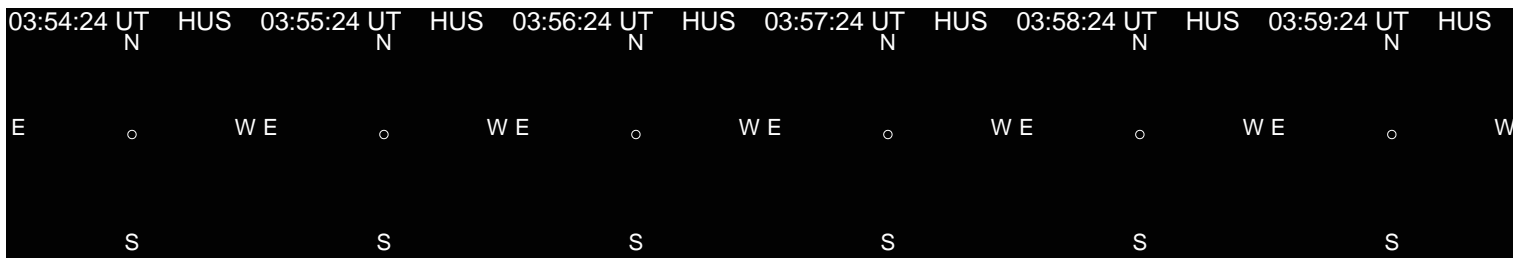 03:54:24 UT HUS 03:55:24 UT HUS 03:56:24 UT HUS 03:57:24 UT HUS 03:58:24 UT HUS 03:59:24 UT HUS
N N N N N N
E W E W E W E W E W E W
S S S S S S